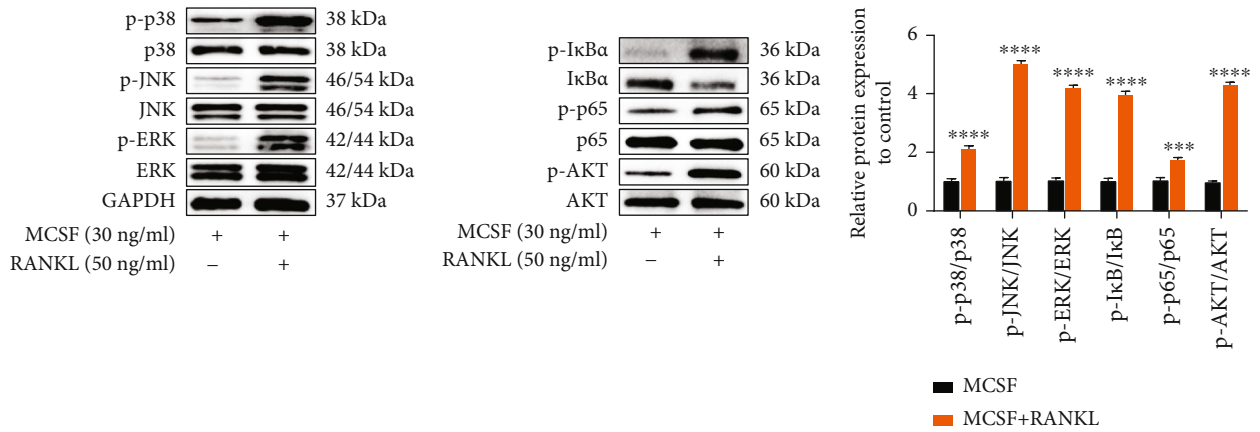 p-p38 38 kDa
p38 38 kDa
p-JNK 46/54 kDa
JNK 46/54 kDa
p-ERK 42/44 kDa
ERK 42/44 kDa
GAPDH 37 kDa
MCSF (30 ng/ml) + +
RANKL (50 ng/ml) – +
p-IκBα 36 kDa
IκBα 36 kDa
p-p65 65 kDa
p65 65 kDa
p-AKT 60 kDa
AKT 60 kDa
MCSF (30 ng/ml) + +
RANKL (50 ng/ml) – +
Relative protein expression
to control
6
4
2
0
**** **** **** **** *** ****
p-p38/p38
p-JNK/JNK
p-ERK/ERK
p-IκB/IκB
p-p65/p65
p-AKT/AKT
MCSF
MCSF+RANKL